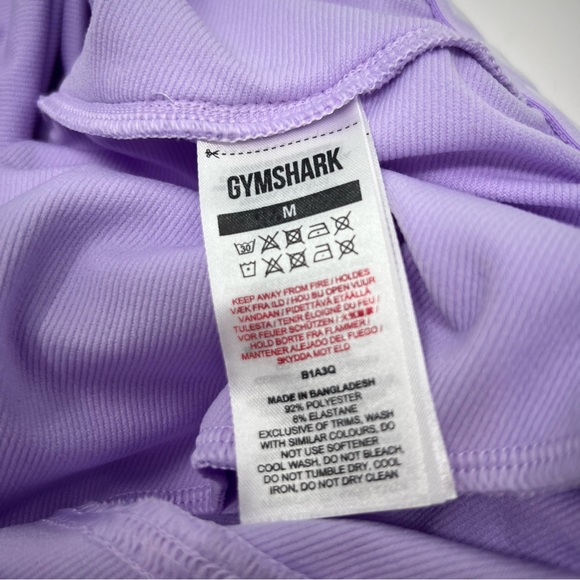 GYMSHARK
M
30
KEEP AWAY FROM FIRE / HOLDES
VÆK FRA ILD / HOU BIJ OPEN VUUR
VANDAAN / PIDETTÄVÄ ETÄÄLLÄ
TULESTA / TENIR ÉLOIGNÉ DU FEU /
VOR FEUER SCHÜTZEN /
HOLD BORTE FRA FLAMMER /
MANTENER ALEJADO DEL FUEGO /
SKYDDA MOT ELD
B1A3Q
MADE IN BANGLADESH
92% POLYESTER
8% ELASTANE
EXCLUSIVE OF TRIMS, WASH
WITH SIMILAR COLOURS, DO
NOT USE SOFTENER
COOL WASH, DO NOT BLEACH,
DO NOT TUMBLE DRY, COOL
IRON, DO NOT DRY CLEAN